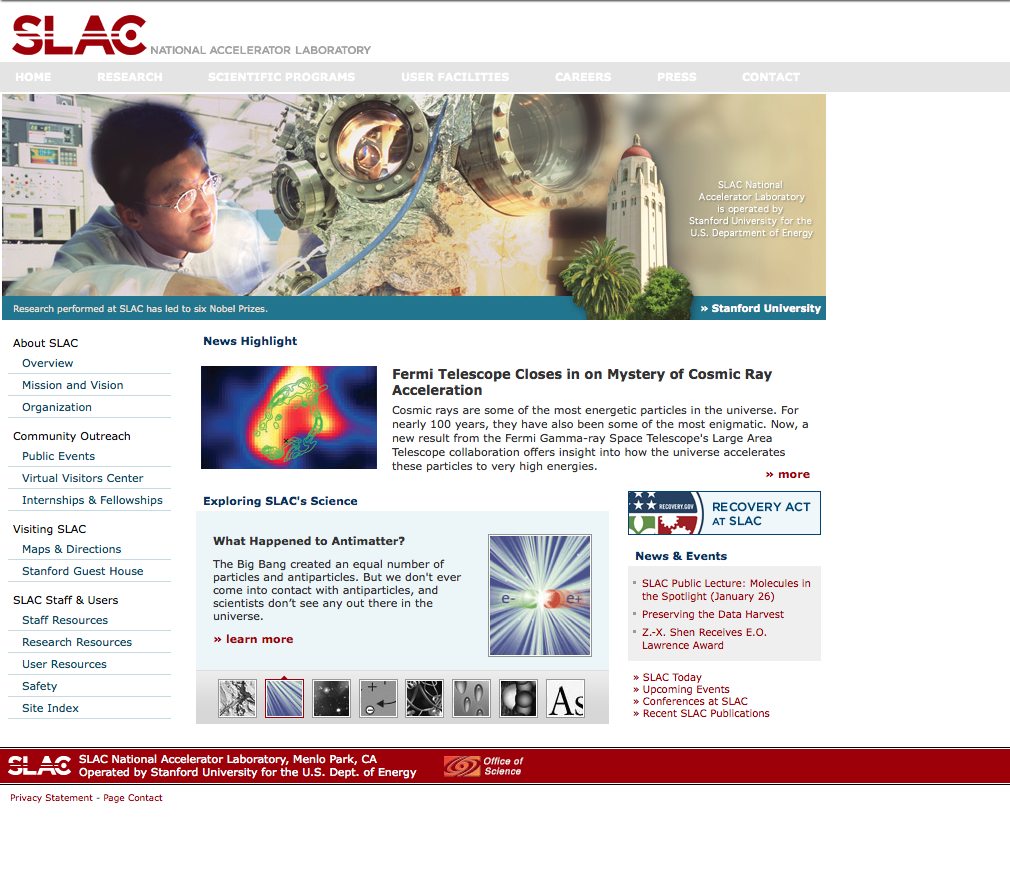 SLAC NATIONAL ACCELERATOR LABORATORY
HOME RESEARCH SCIENTIFIC PROGRAMS USER FACILITIES CAREERS PRESS CONTACT
SLAC National
Accelerator Laboratory
is operated by
Stanford University for the
U.S. Department of Energy
Research performed at SLAC has led to six Nobel Prizes.
» Stanford University
About SLAC
Overview
Mission and Vision
Organization
Community Outreach
Public Events
Virtual Visitors Center
Internships & Fellowships
Visiting SLAC
Maps & Directions
Stanford Guest House
SLAC Staff & Users
Staff Resources
Research Resources
User Resources
Safety
Site Index
News Highlight
Fermi Telescope Closes in on Mystery of Cosmic Ray
Acceleration
Cosmic rays are some of the most energetic particles in the universe. For
nearly 100 years, they have also been some of the most enigmatic. Now, a
new result from the Fermi Gamma-ray Space Telescope's Large Area
Telescope collaboration offers insight into how the universe accelerates
these particles to very high energies.
» more
Exploring SLAC's Science
What Happened to Antimatter?
The Big Bang created an equal number of
particles and antiparticles. But we don't ever
come into contact with antiparticles, and
scientists don’t see any out there in the
universe.
» learn more
e- e+
As
RECOVERY.GOV
RECOVERY ACT
AT SLAC
News & Events
SLAC Public Lecture: Molecules in
the Spotlight (January 26)
Preserving the Data Harvest
Z.-X. Shen Receives E.O.
Lawrence Award
» SLAC Today
» Upcoming Events
» Conferences at SLAC
» Recent SLAC Publications
SLAC
SLAC National Accelerator Laboratory, Menlo Park, CA
Operated by Stanford University for the U.S. Dept. of Energy
Office of
Science
Privacy Statement - Page Contact